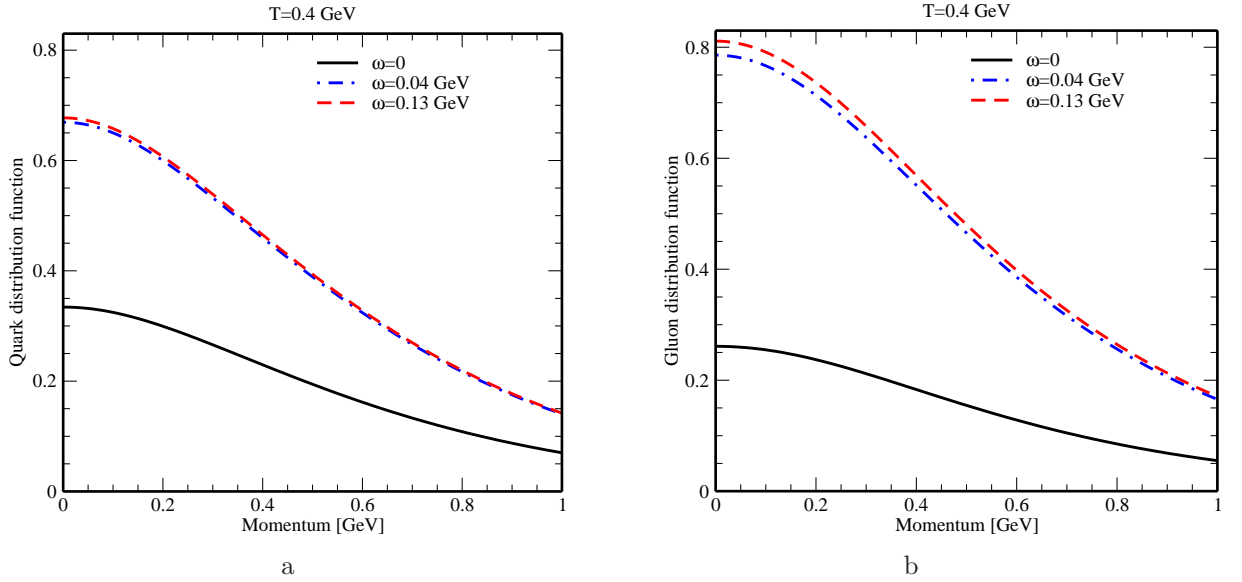 T=0.4 GeV
0.8
0.6
0.4
0.2
0
Quark distribution function
ω=0
ω=0.04 GeV
ω=0.13 GeV
0 0.2 0.4 0.6 0.8 1
Momentum [GeV]
a
T=0.4 GeV
0.8
0.6
0.4
0.2
0
Gluon distribution function
ω=0
ω=0.04 GeV
ω=0.13 GeV
0 0.2 0.4 0.6 0.8 1
Momentum [GeV]
b